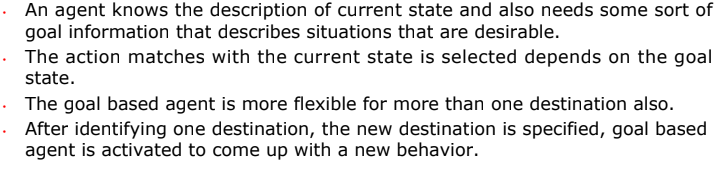 · An agent knows the description of current state and also needs some sort of
goal information that describes situations that are desirable.
· The action matches with the current state is selected depends on the goal
state.
· The goal based agent is more flexible for more than one destination also.
· After identifying one destination, the new destination is specified, goal based
agent is activated to come up with a new behavior.